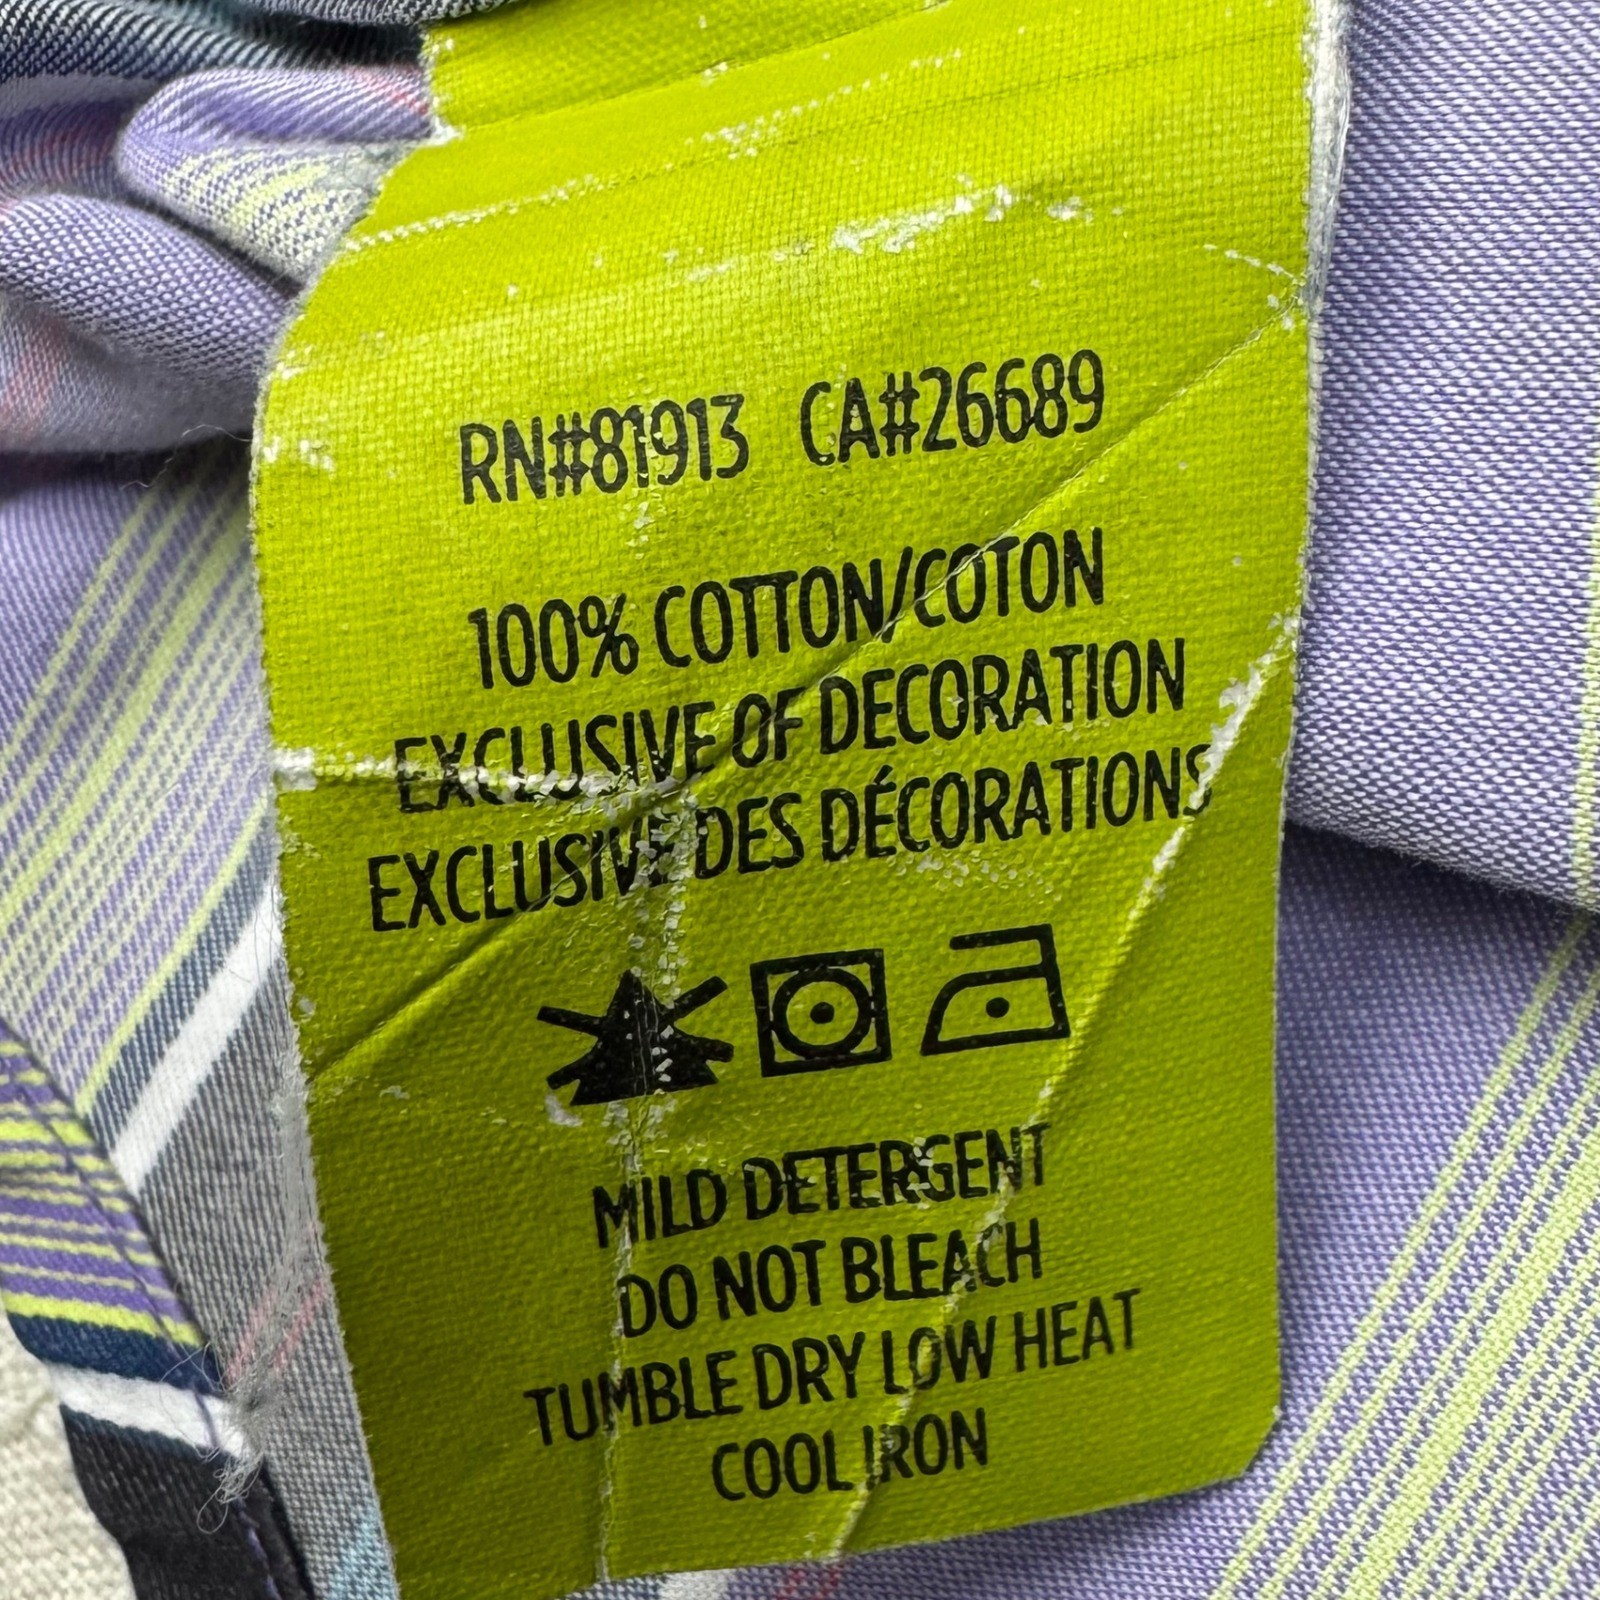 RN#81913 CA#26689
100% COTTON/COTON
EXCLUSIVE OF DECORATION
EXCLUSIVE DES DÉCORATIONS
MILD DETERGENT
DO NOT BLEACH
TUMBLE DRY LOW HEAT
COOL IRON